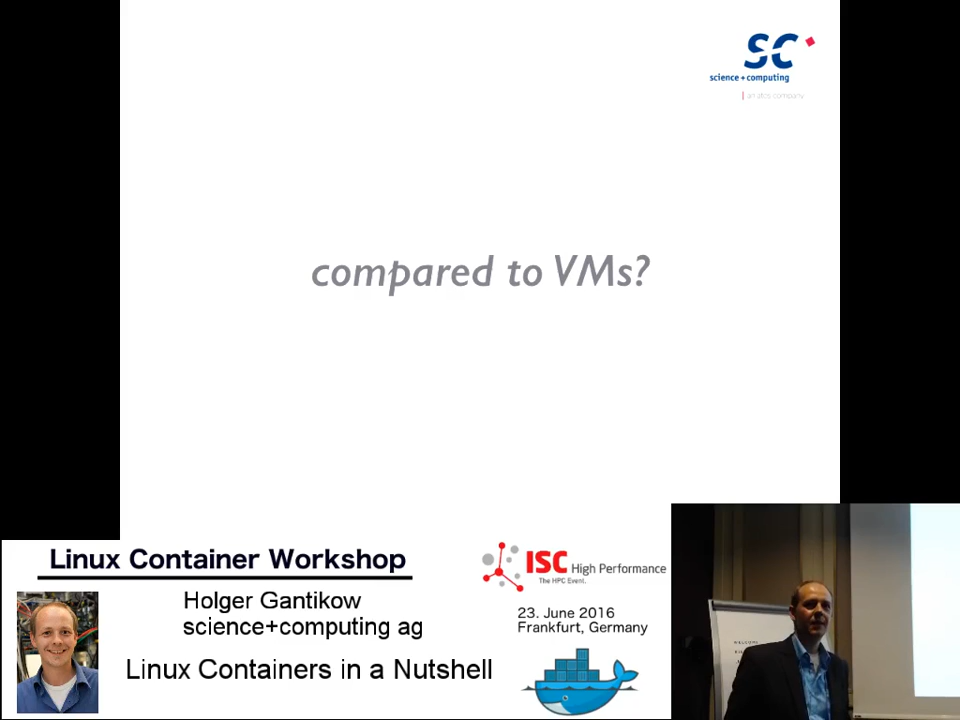 SC
science + computing
an atos company
compared to VMs?
Linux Container Workshop
Holger Gantikow
science+computing ag
Linux Containers in a Nutshell
ISC High Performance
The HPC Event.
23. June 2016
Frankfurt, Germany